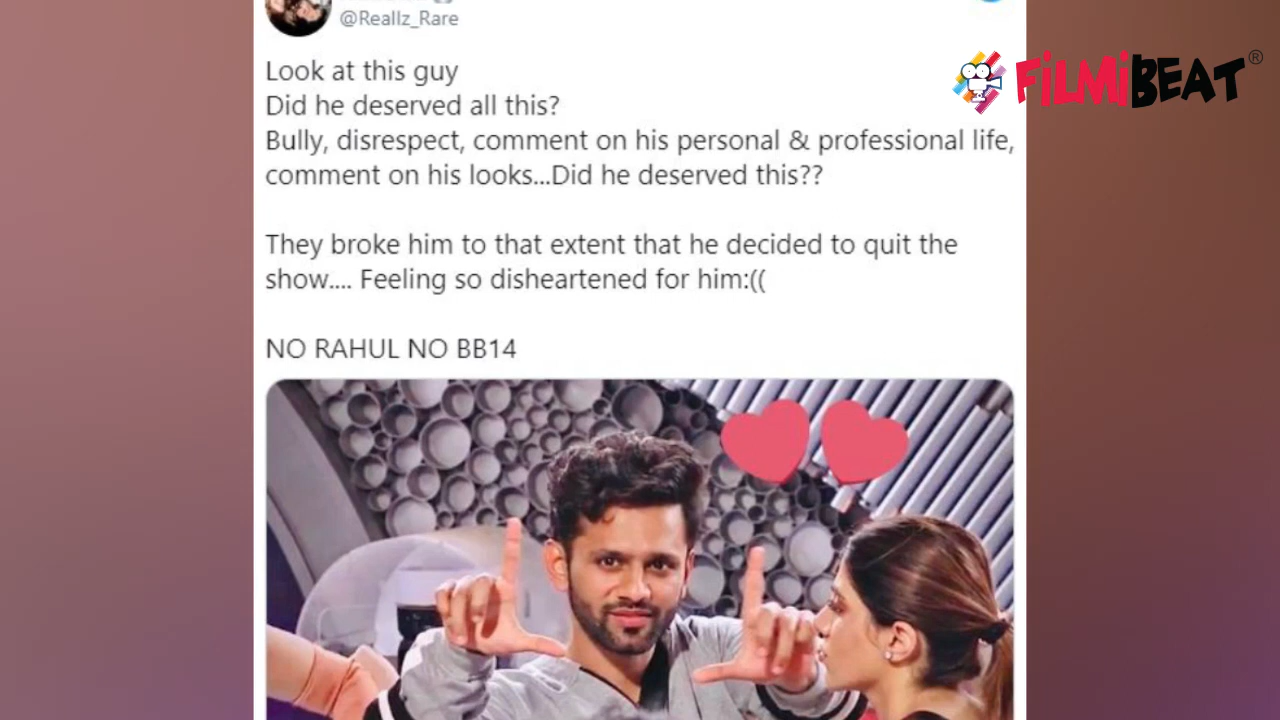 @Reallz_Rare
FiLMiBEAT®
Look at this guy
Did he deserved all this?
Bully, disrespect, comment on his personal & professional life,
comment on his looks...Did he deserved this??
They broke him to that extent that he decided to quit the
show.... Feeling so disheartened for him:((
NO RAHUL NO BB14